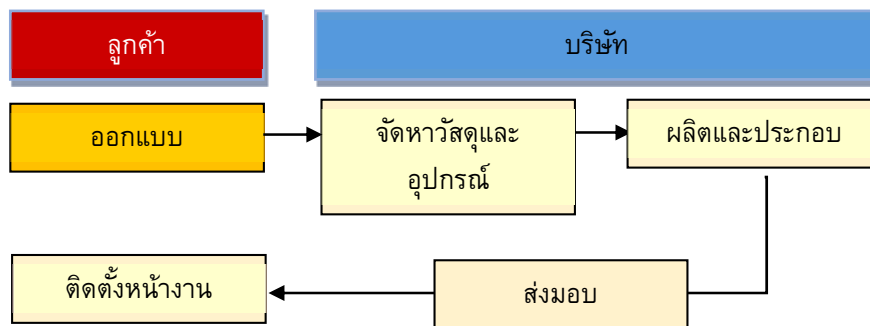 ลูกค้า
บริษัท
ออกแบบ
จัดหาวัสดุและ
อุปกรณ์
ผลิตและประกอบ
ติดตั้งหน้างาน
ส่งมอบ